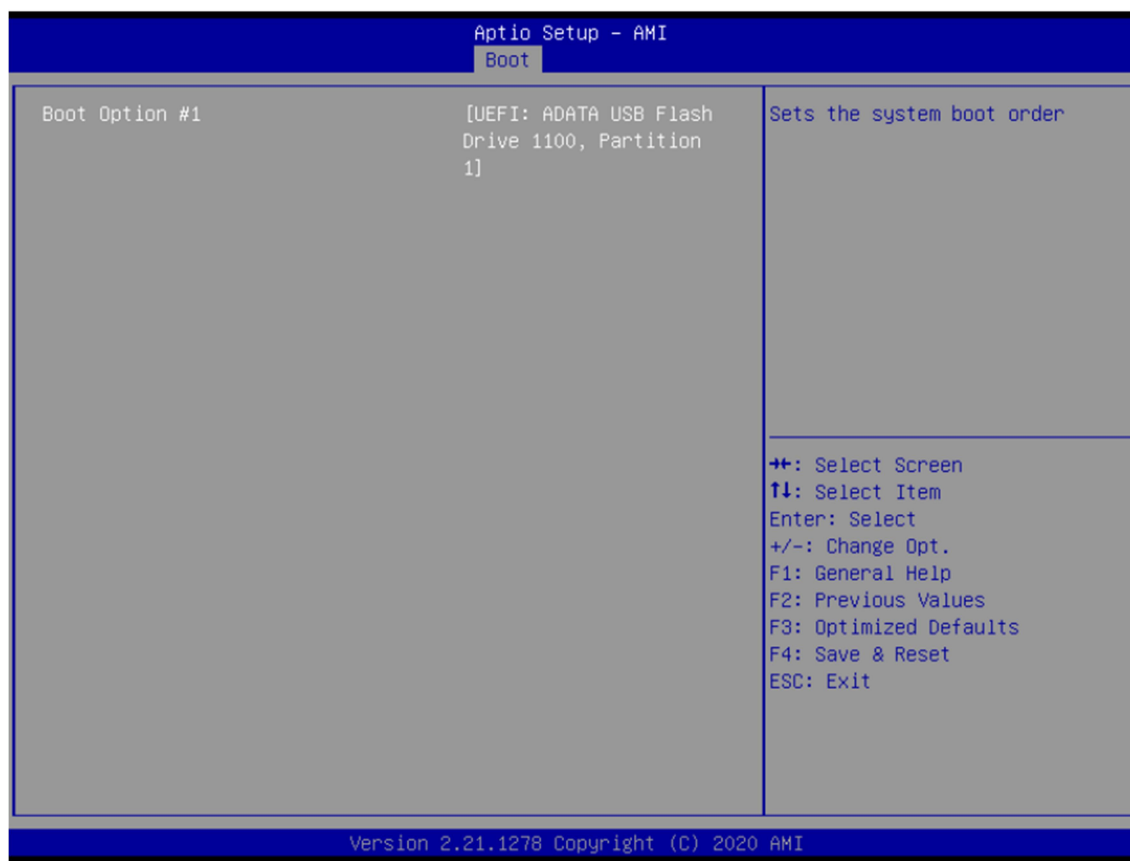 Aptio Setup – AMI
Boot
Boot Option #1
[UEFI: ADATA USB Flash
Drive 1100, Partition
1]
Sets the system boot order
→←: Select Screen
↑↓: Select Item
Enter: Select
+/-: Change Opt.
F1: General Help
F2: Previous Values
F3: Optimized Defaults
F4: Save & Reset
ESC: Exit
Version 2.21.1278 Copyright (C) 2020 AMI